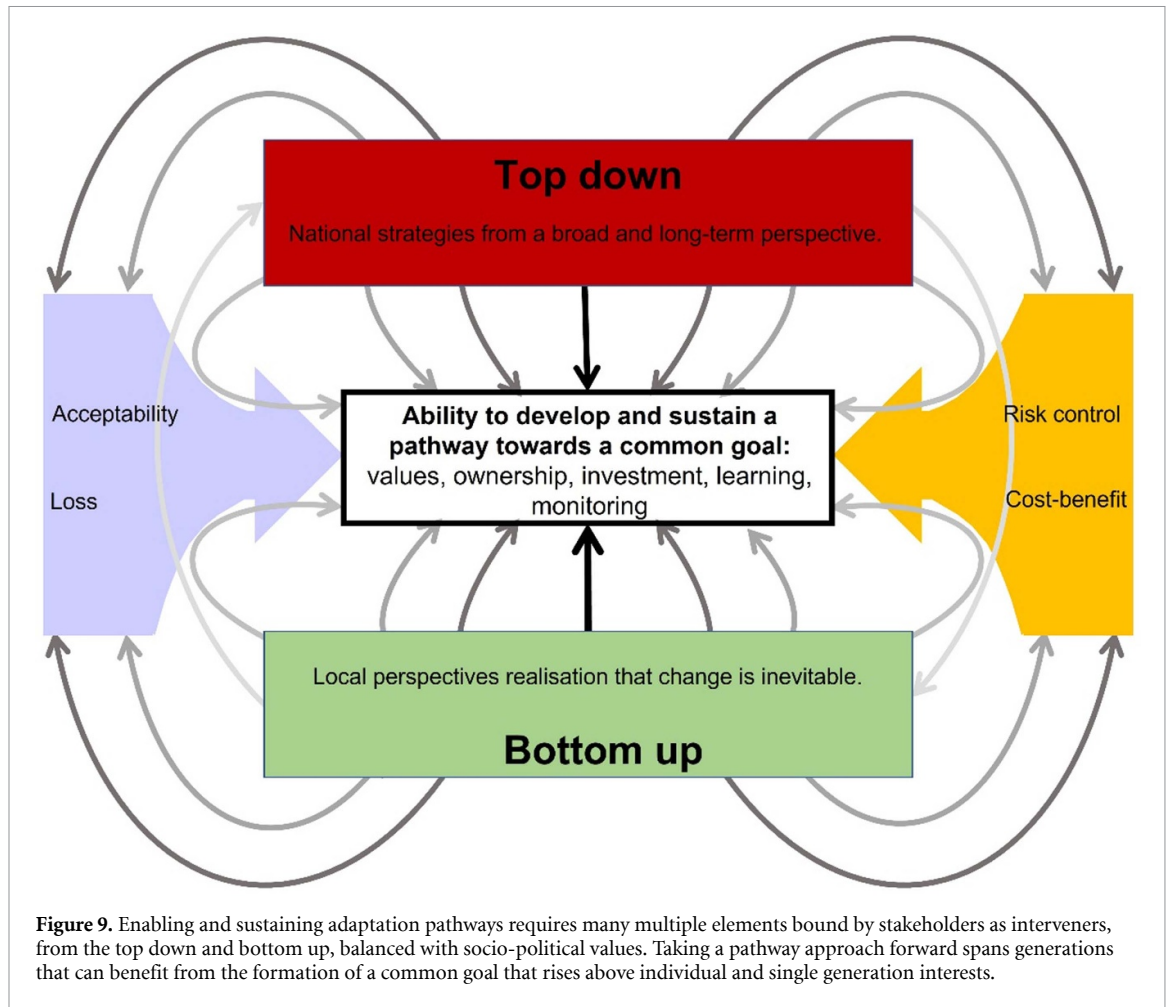 Top down
National strategies from a broad and long-term perspective.
Acceptability
Loss
Ability to develop and sustain a
pathway towards a common goal:
values, ownership, investment, learning,
monitoring
Risk control
Cost-benefit
Local perspectives realisation that change is inevitable.
Bottom up
Figure 9. Enabling and sustaining adaptation pathways requires many multiple elements bound by stakeholders as interveners,
from the top down and bottom up, balanced with socio-political values. Taking a pathway approach forward spans generations
that can benefit from the formation of a common goal that rises above individual and single generation interests.